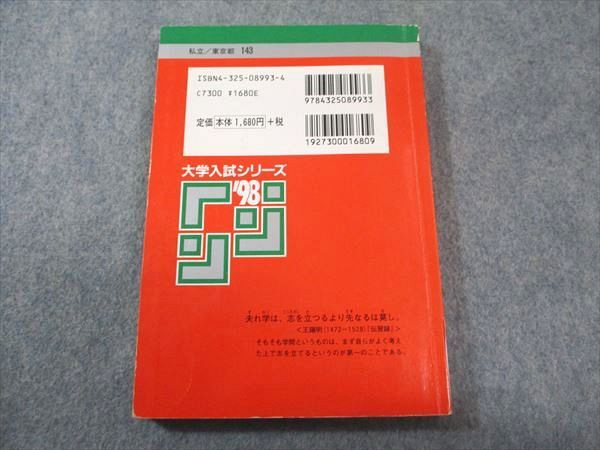 私立／東京都 143
ISBN4-325-08993-4
C7300 ¥1680E
定価 本体1,680円 +税
9784325089933
1927300016809
大学入試シリーズ
'98
夫れ学は、志を立つるより先なるは莫し。
<王陽明(1472－1528)『伝習録』>
そもそも学問というものは、まず自らがよく考え
た上で志を立てるというのが第一のことである。